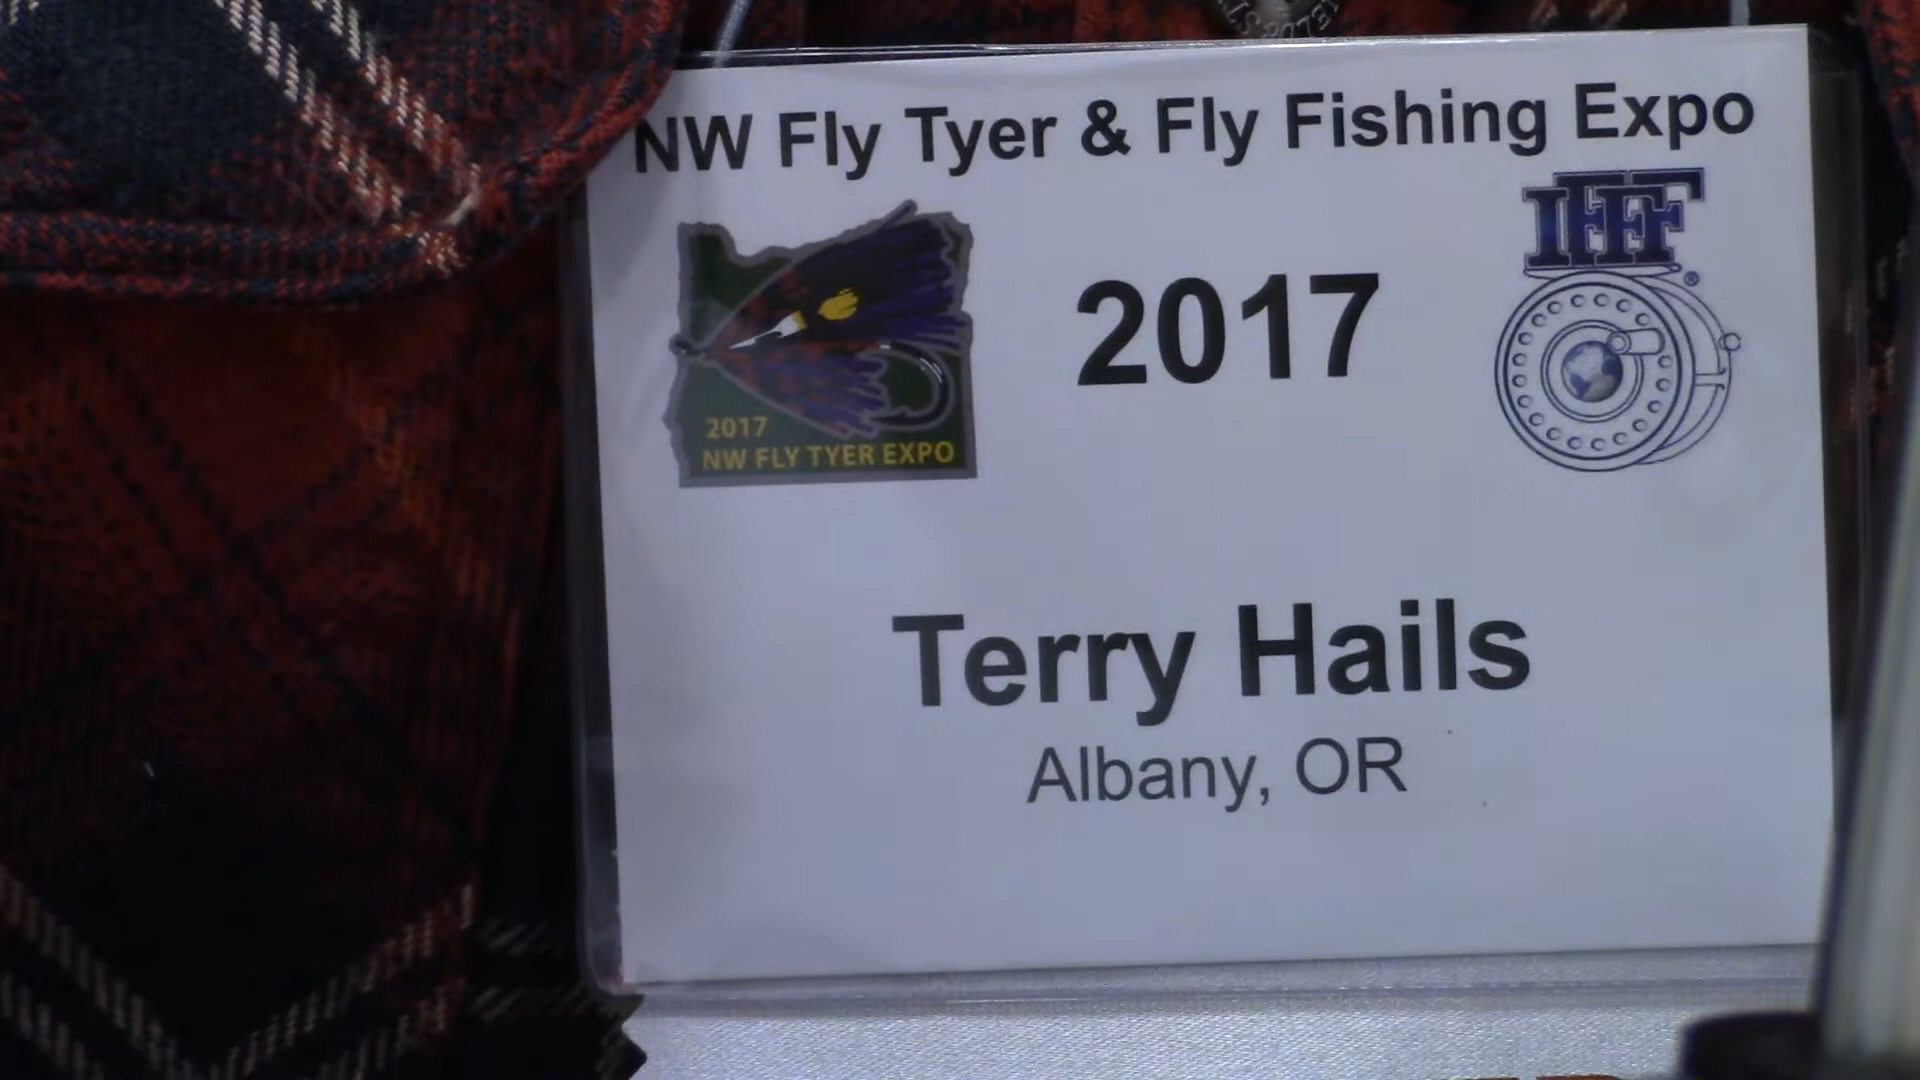 NW Fly Tyer & Fly Fishing Expo
IFFF
®
2017
2017
NW FLY TYER EXPO
Terry Hails
Albany, OR